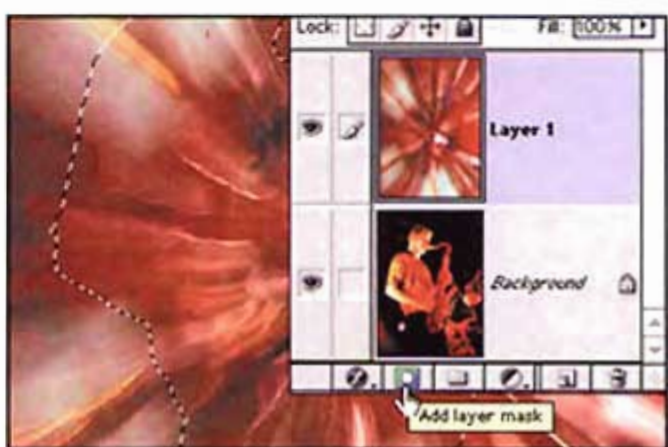 Lock:
Fill: 100%
Layer 1
Background
Add layer mask